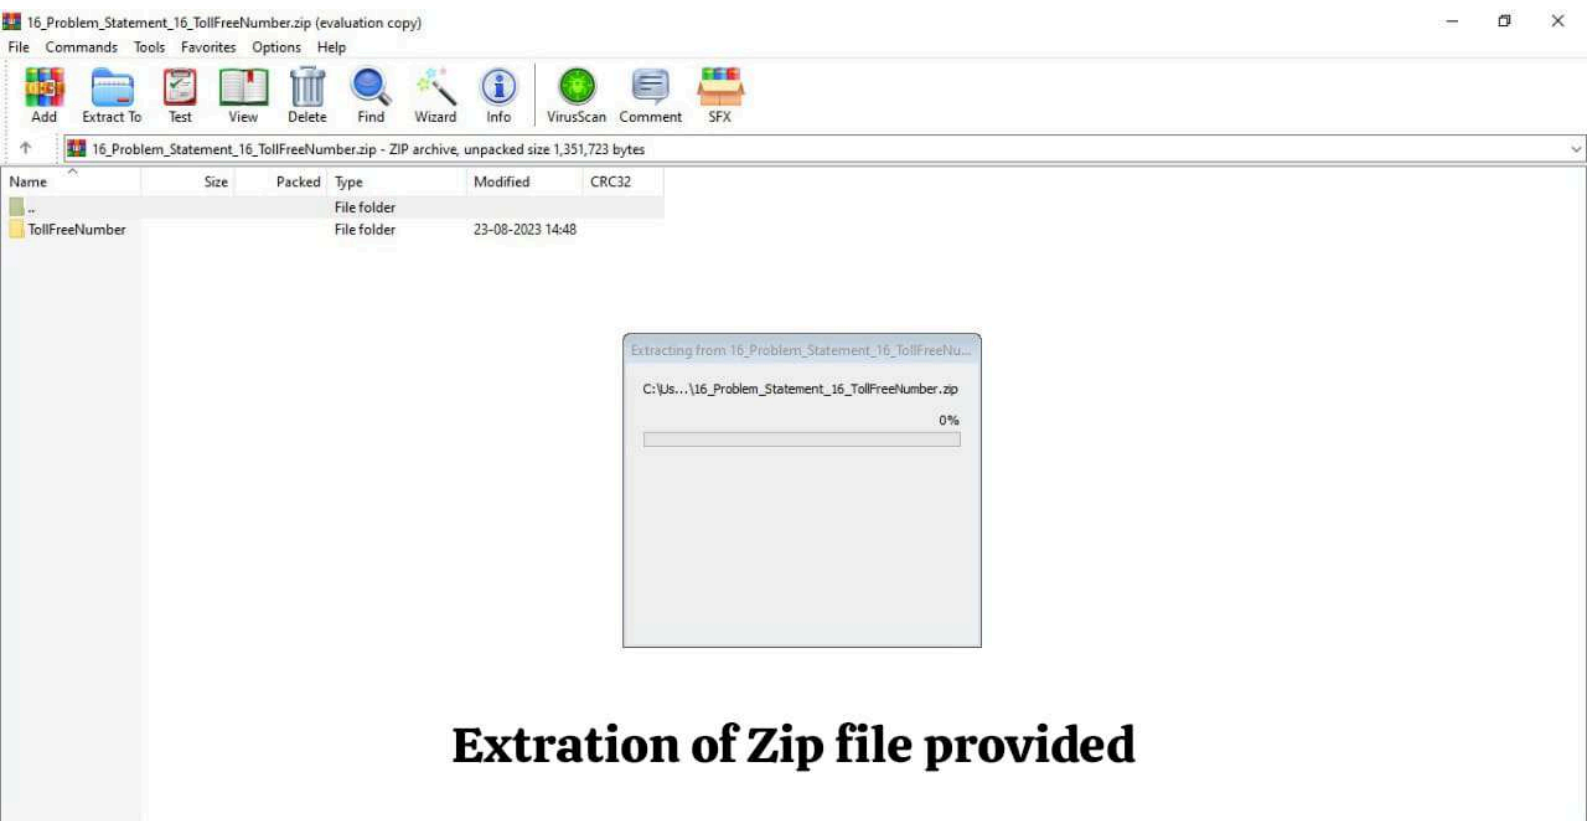 16_Problem_Statement_16_TollFreeNumber.zip (evaluation copy)
File Commands Tools Favorites Options Help
Add Extract To Test View Delete Find Wizard Info VirusScan Comment SFX
16_Problem_Statement_16_TollFreeNumber.zip - ZIP archive, unpacked size 1,351,723 bytes
Name Size Packed Type Modified CRC32
.. File folder
TollFreeNumber File folder 23-08-2023 14:48
Extracting from 16_Problem_Statement_16_TollFreeNu...
C:\Us...\16_Problem_Statement_16_TollFreeNumber.zip
0%
Extration of Zip file provided